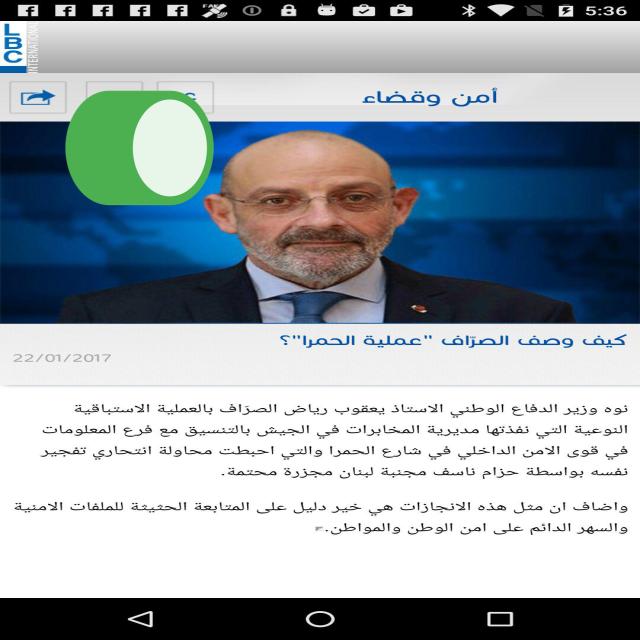 5:36
LBC
INTERNATIONAL
أمن وقضاء
كيف وصف الصرّاف "عملية الحمرا"؟
22/01/2017
نوه وزير الدفاع الوطني الاستاذ يعقوب رياض الصرّاف بالعملية الاستباقية
النوعية التي نفذتها مديرية المخابرات في الجيش بالتنسيق مع فرع المعلومات
في قوى الامن الداخلي في شارع الحمرا والتي احبطت محاولة انتحاري تفجير
نفسه بواسطة حزام ناسف مجنبة لبنان مجزرة محتمة.
واضاف ان مثل هذه الانجازات هي خير دليل على المتابعة الحثيثة للملفات الامنية
والسهر الدائم على امن الوطن والمواطن.